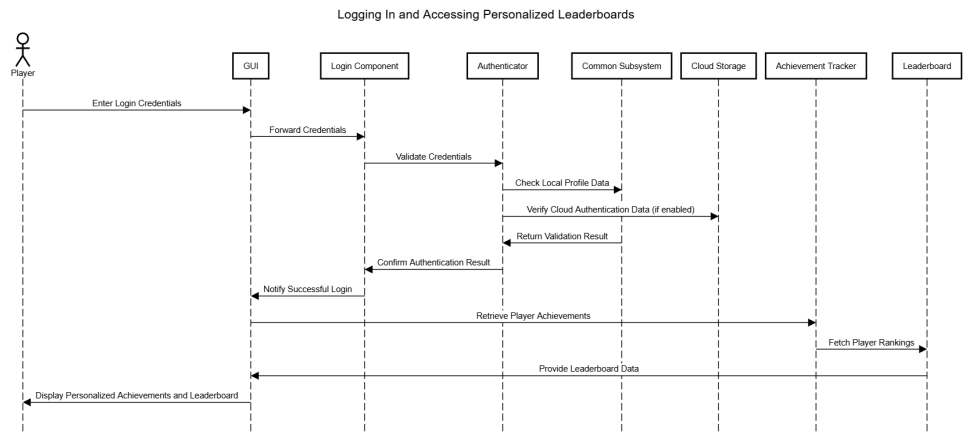 Logging In and Accessing Personalized Leaderboards
Player
GUI
Login Component
Authenticator
Common Subsystem
Cloud Storage
Achievement Tracker
Leaderboard
Enter Login Credentials
Forward Credentials
Validate Credentials
Check Local Profile Data
Verify Cloud Authentication Data (if enabled)
Return Validation Result
Confirm Authentication Result
Notify Successful Login
Retrieve Player Achievements
Fetch Player Rankings
Provide Leaderboard Data
Display Personalized Achievements and Leaderboard